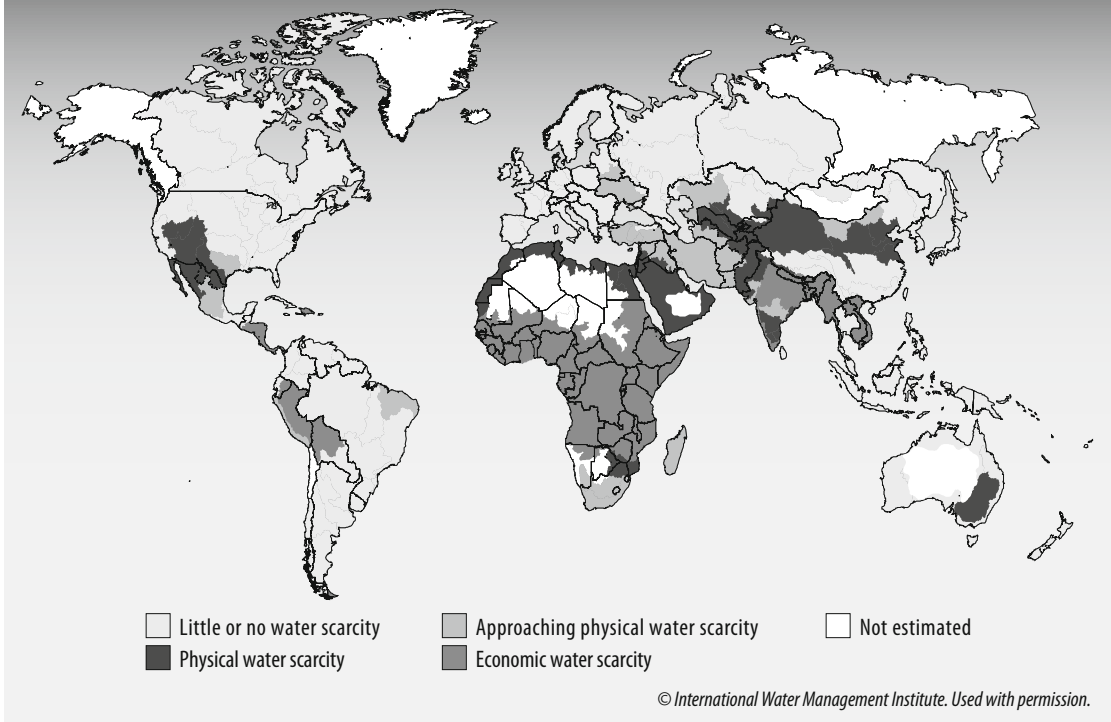 Little or no water scarcity
Approaching physical water scarcity
Not estimated
Physical water scarcity
Economic water scarcity
© International Water Management Institute. Used with permission.